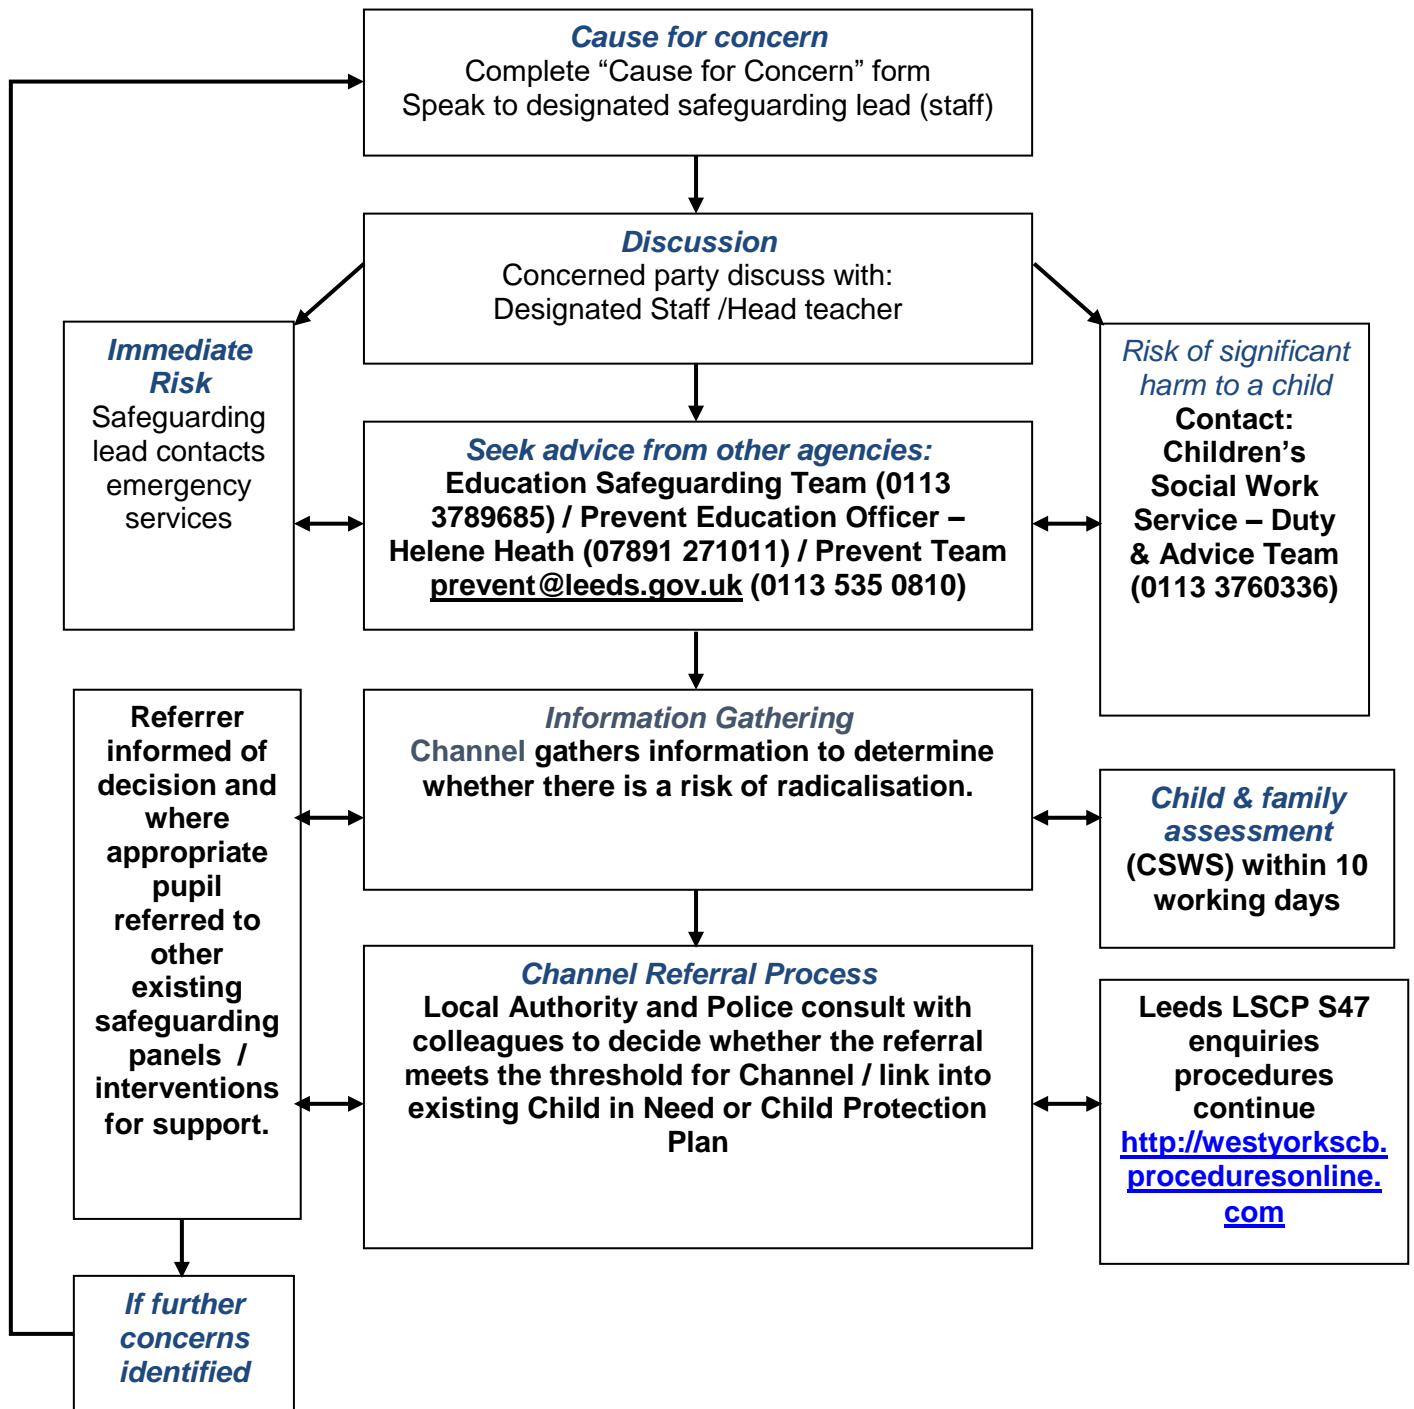 Cause for concern
Complete “Cause for Concern” form
Speak to designated safeguarding lead (staff)
Discussion
Concerned party discuss with:
Designated Staff /Head teacher
Immediate
Risk
Safeguarding
lead contacts
emergency
services
Risk of significant
harm to a child
Contact:
Children’s
Social Work
Service – Duty
& Advice Team
(0113 3760336)
Seek advice from other agencies:
Education Safeguarding Team (0113
3789685) / Prevent Education Officer –
Helene Heath (07891 271011) / Prevent Team
prevent@leeds.gov.uk (0113 535 0810)
Referrer
informed of
decision and
where
appropriate
pupil
referred to
other
existing
safeguarding
panels /
interventions
for support.
Information Gathering
Channel gathers information to determine
whether there is a risk of radicalisation.
Child & family
assessment
(CSWS) within 10
working days
Channel Referral Process
Local Authority and Police consult with
colleagues to decide whether the referral
meets the threshold for Channel / link into
existing Child in Need or Child Protection
Plan
Leeds LSCP S47
enquiries
procedures
continue
http://westyorkscb.
proceduresonline.
com
If further
concerns
identified